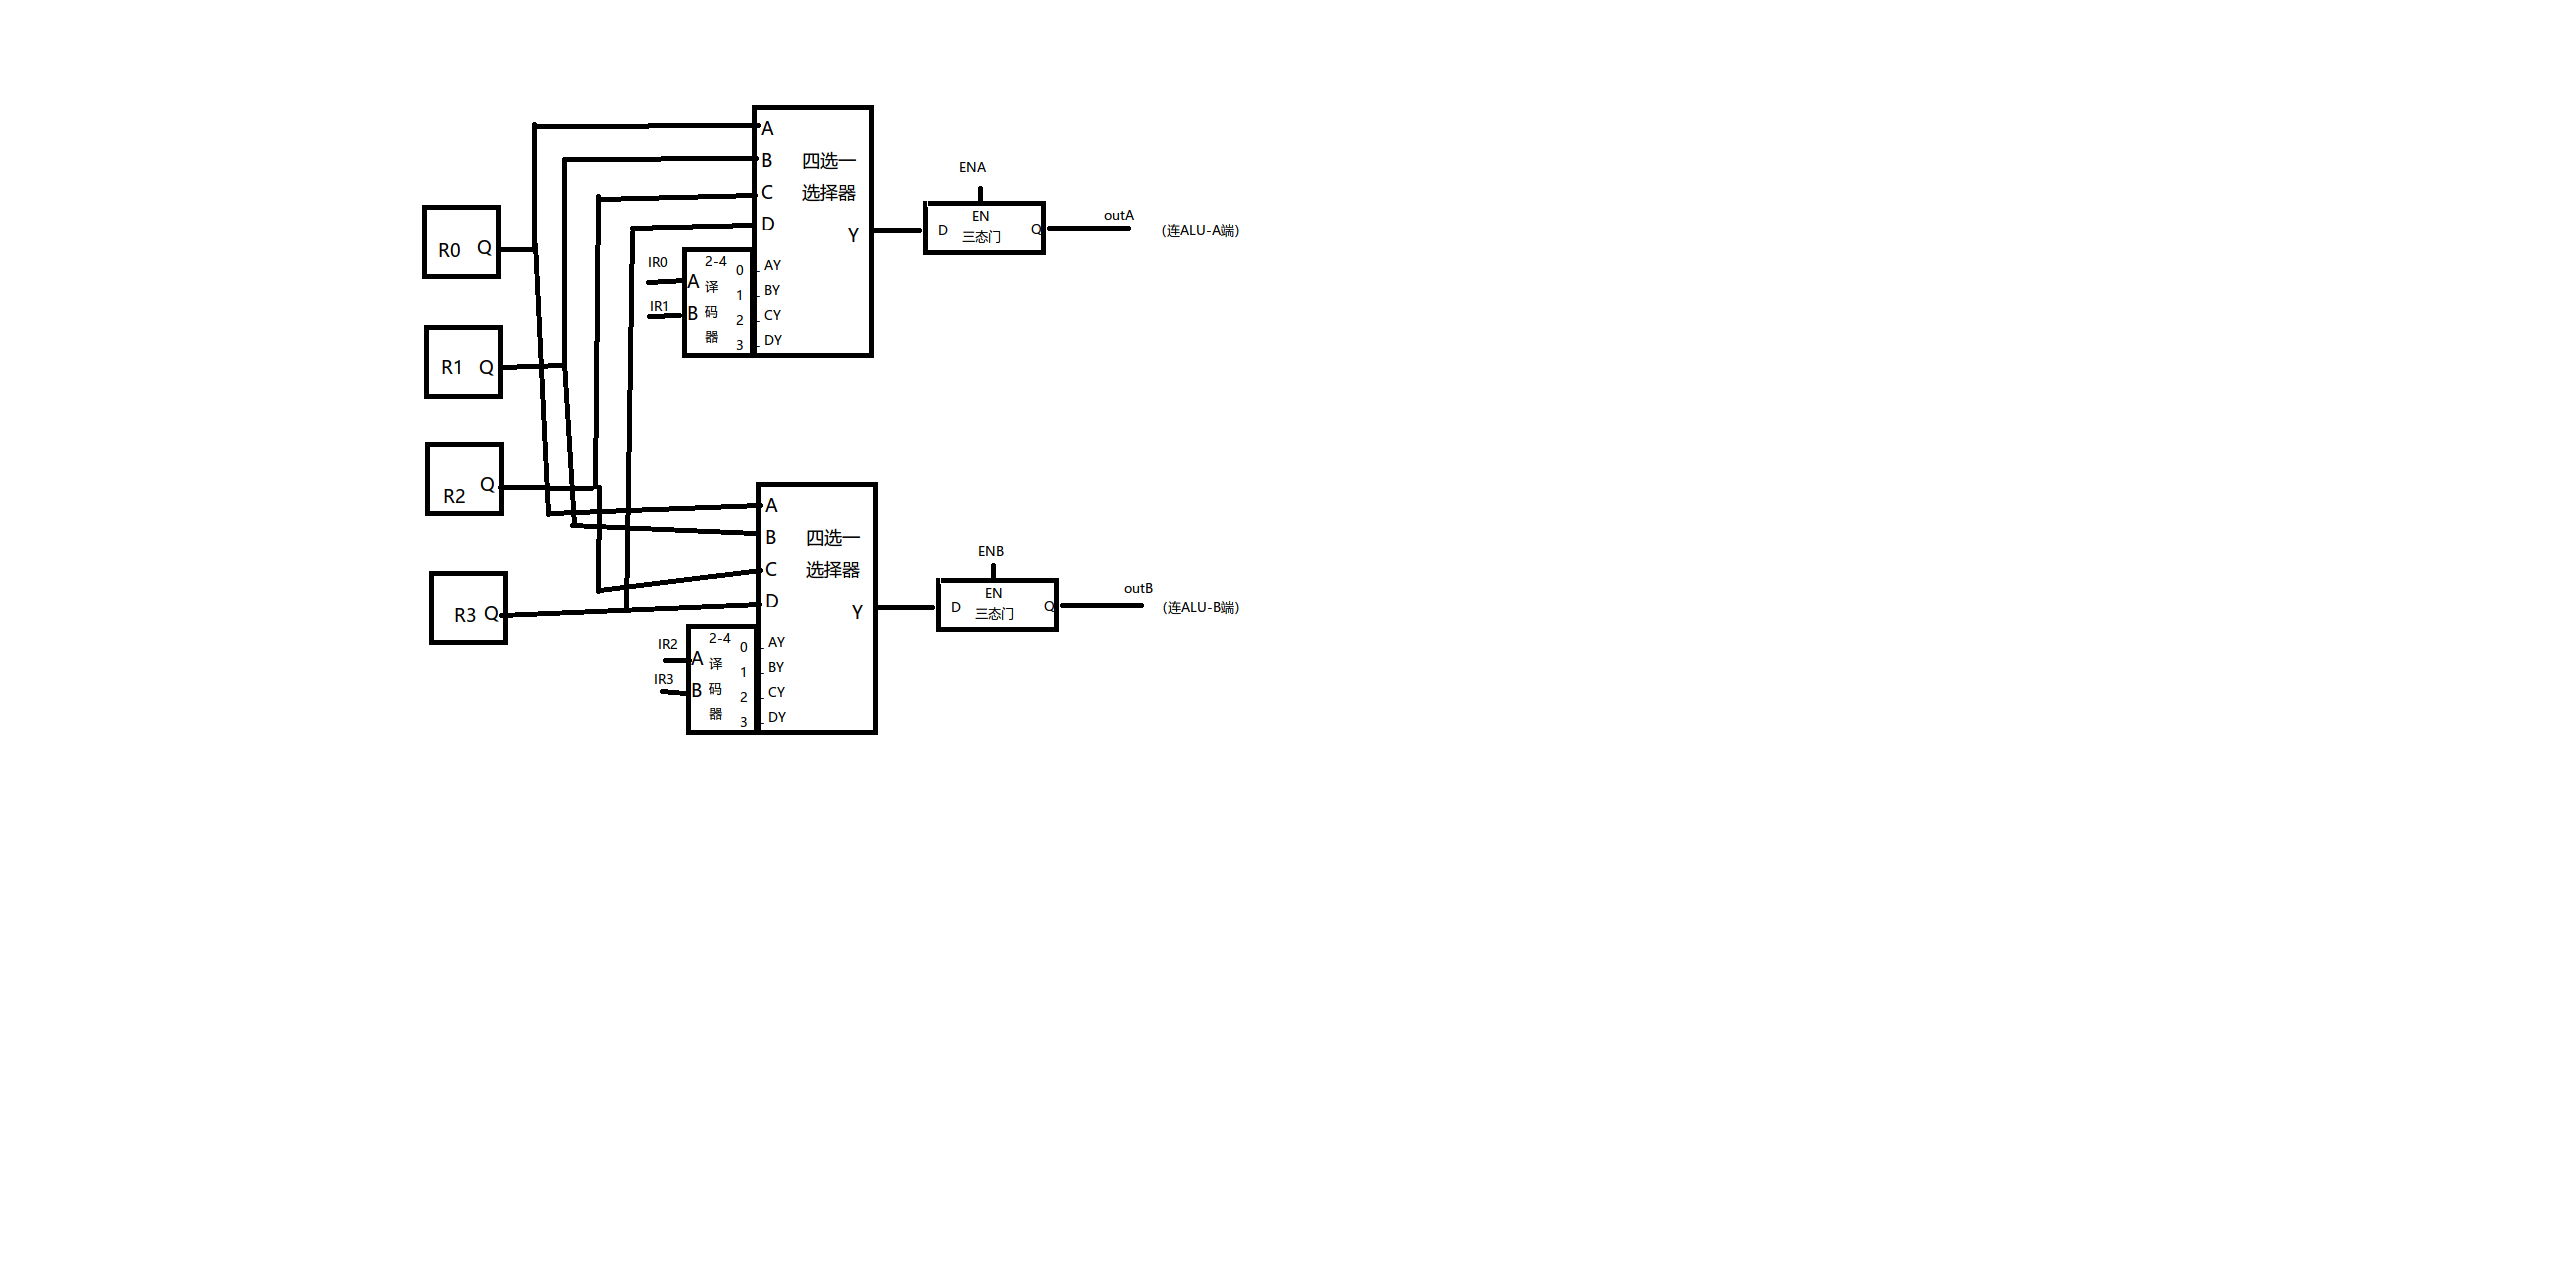 A
B 四选一
C 选择器
D
Y
ENA
EN
D 三态门 Q
outA
(连ALU-A端)
R0 Q
IR0
IR1
A
B
2-4
译
码
器
0 AY
1 BY
2 CY
3 DY
R1 Q
R2 Q
A
B 四选一
C 选择器
D
Y
ENB
EN
D 三态门 Q
outB
(连ALU-B端)
R3 Q
IR2
IR3
A
B
2-4
译
码
器
0 AY
1 BY
2 CY
3 DY